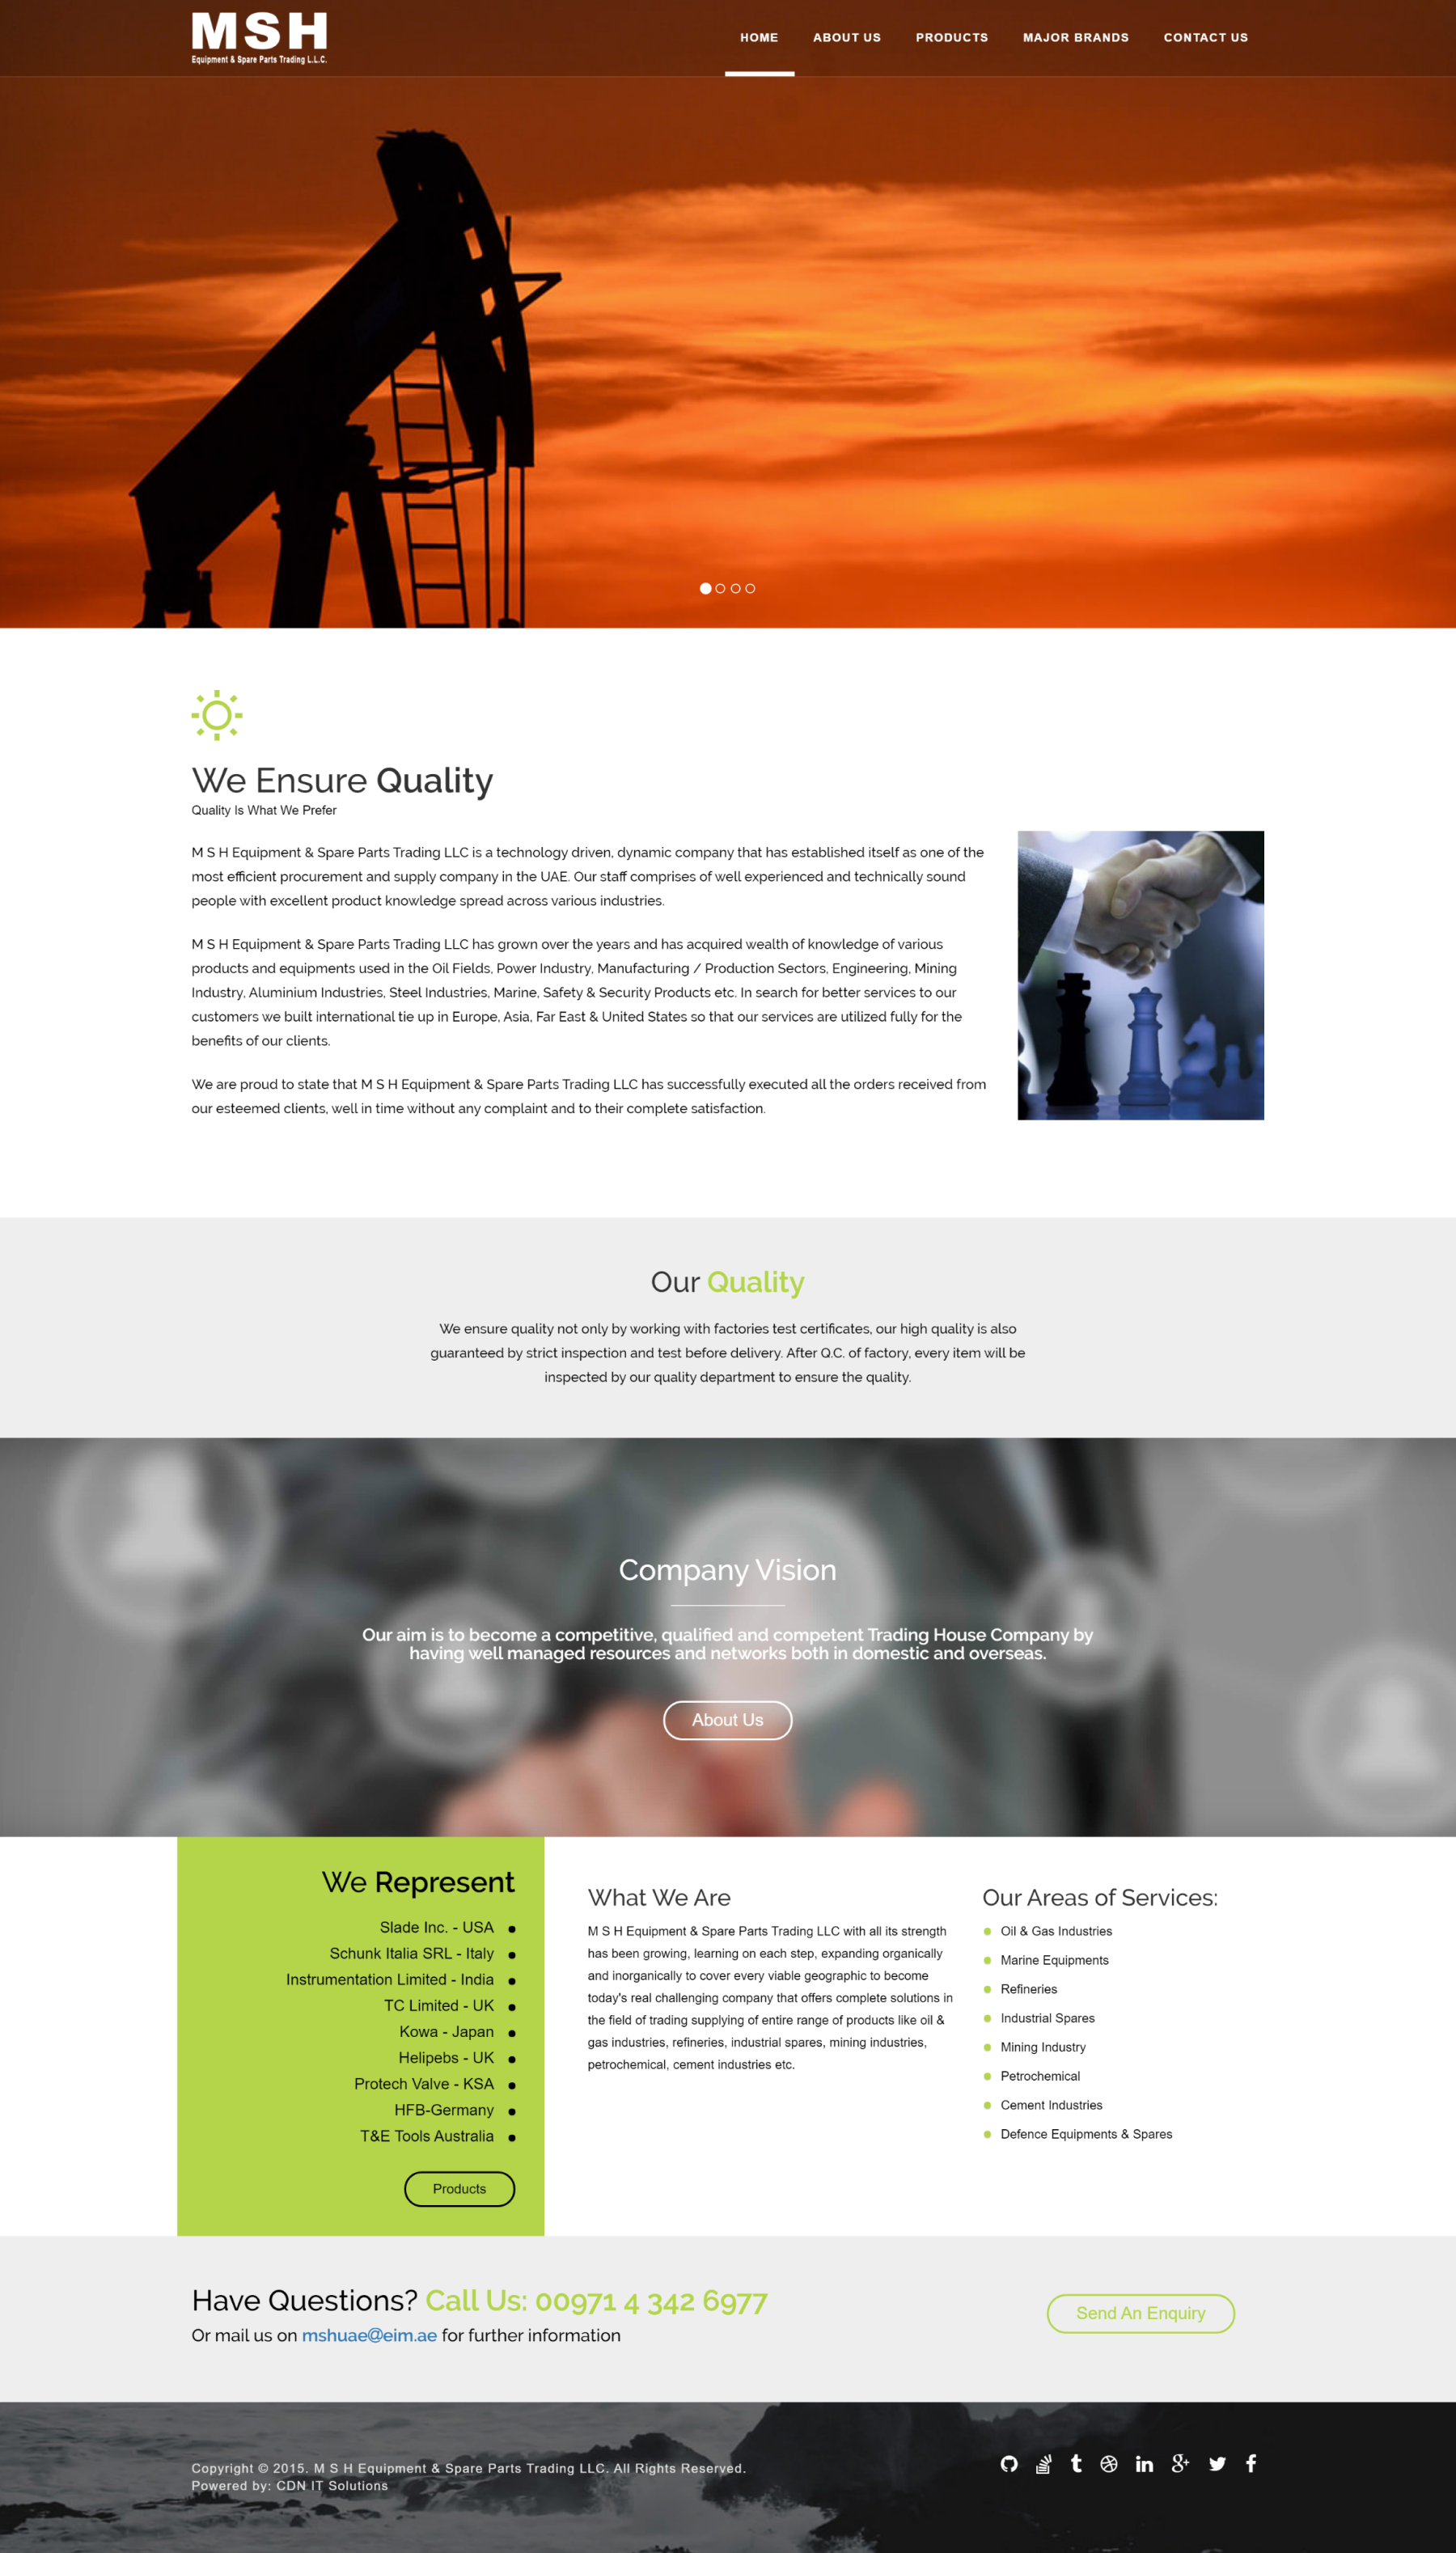 MSH
Equipment & Spare Parts Trading L.L.C.
HOME
ABOUT US
PRODUCTS
MAJOR BRANDS
CONTACT US
We Ensure Quality
Quality Is What We Prefer
M S H Equipment & Spare Parts Trading LLC is a technology driven, dynamic company that has established itself as one of the
most efficient procurement and supply company in the UAE. Our staff comprises of well experienced and technically sound
people with excellent product knowledge spread across various industries.
M S H Equipment & Spare Parts Trading LLC has grown over the years and has acquired wealth of knowledge of various
products and equipments used in the Oil Fields, Power Industry, Manufacturing / Production Sectors, Engineering, Mining
Industry, Aluminium Industries, Steel Industries, Marine, Safety & Security Products etc. In search for better services to our
customers we built international tie up in Europe, Asia, Far East & United States so that our services are utilized fully for the
benefits of our clients.
We are proud to state that M S H Equipment & Spare Parts Trading LLC has successfully executed all the orders received from
our esteemed clients, well in time without any complaint and to their complete satisfaction.
Our Quality
We ensure quality not only by working with factories test certificates, our high quality is also
guaranteed by strict inspection and test before delivery. After Q.C. of factory, every item will be
inspected by our quality department to ensure the quality.
Company Vision
Our aim is to become a competitive, qualified and competent Trading House Company by
having well managed resources and networks both in domestic and overseas.
About Us
We Represent
Slade Inc. - USA
Schunk Italia SRL - Italy
Instrumentation Limited - India
TC Limited - UK
Kowa - Japan
Helipebs - UK
Protech Valve - KSA
HFB-Germany
T&E Tools Australia
Products
What We Are
M S H Equipment & Spare Parts Trading LLC with all its strength
has been growing, learning on each step, expanding organically
and inorganically to cover every viable geographic to become
today's real challenging company that offers complete solutions in
the field of trading supplying of entire range of products like oil &
gas industries, refineries, industrial spares, mining industries,
petrochemical, cement industries etc.
Our Areas of Services:
Oil & Gas Industries
Marine Equipments
Refineries
Industrial Spares
Mining Industry
Petrochemical
Cement Industries
Defence Equipments & Spares
Have Questions? Call Us: 00971 4 342 6977
Or mail us on mshuae@eim.ae for further information
Send An Enquiry
Copyright © 2015. M S H Equipment & Spare Parts Trading LLC. All Rights Reserved.
Powered by: CDN IT Solutions